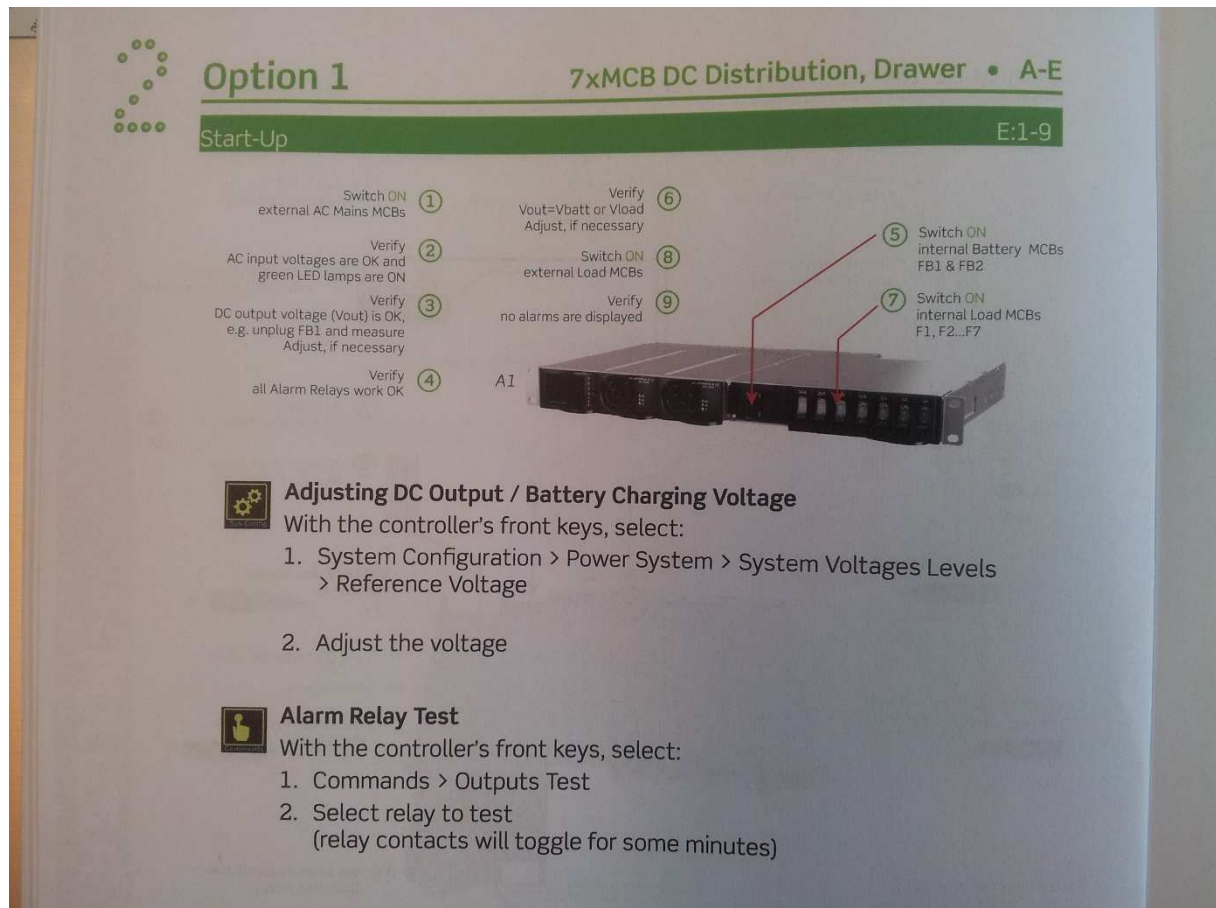 Option 1
7xMCB DC Distribution, Drawer • A-E
Start-Up
E:1-9
Switch ON
external AC Mains MCBs
1
Verify
AC input voltages are OK and
green LED lamps are ON
2
Verify
DC output voltage (Vout) is OK,
e.g. unplug FB1 and measure
Adjust, if necessary
3
Verify
all Alarm Relays work OK
4
Verify
Vout=Vbatt or Vload
Adjust, if necessary
6
Switch ON
external Load MCBs
8
Verify
no alarms are displayed
9
5
Switch ON
internal Battery MCBs
FB1 & FB2
7
Switch ON
internal Load MCBs
F1, F2...F7
A1
Adjusting DC Output / Battery Charging Voltage
With the controller's front keys, select:
1. System Configuration > Power System > System Voltages Levels
> Reference Voltage
2. Adjust the voltage
Alarm Relay Test
With the controller's front keys, select:
1. Commands > Outputs Test
2. Select relay to test
(relay contacts will toggle for some minutes)